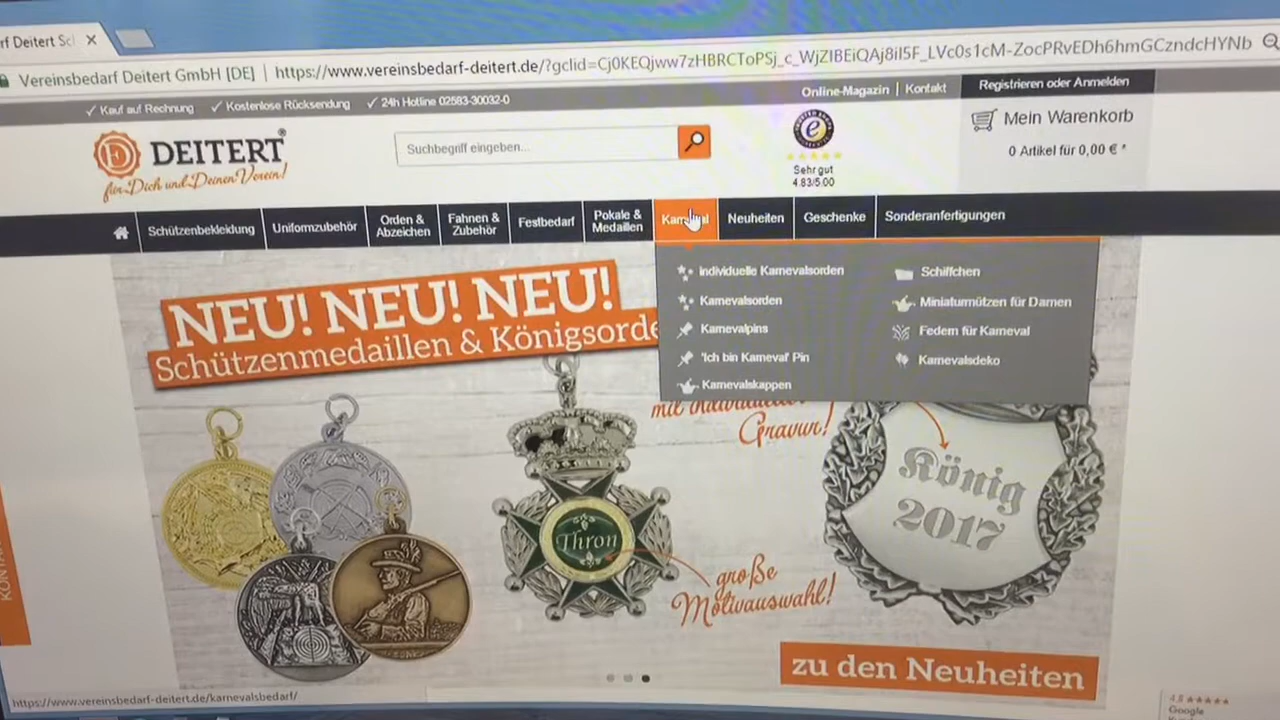 rf Deitert Sc
Vereinsbedarf Deitert GmbH [DE] | https://www.vereinsbedarf-deitert.de/?gclid=Cj0KEQjww7zHBRCToPSj_c_WjZIBEiQAj8il5F_LVc0s1cM-ZocPRvEDh6hmGCzndcHYNb
✓ Kauf auf Rechnung ✓ Kostenlose Rücksendung ✓ 24h Hotline 02583-30032-0
Online-Magazin | Kontakt
Registrieren oder Anmelden
DEITERT®
für Dich und Deinen Verein!
Suchbegriff eingeben...
Sehr gut
4.83/5.00
Mein Warenkorb
0 Artikel für 0,00 € *
Schützenbekleidung
Uniformzubehör
Orden &
Abzeichen
Fahnen &
Zubehör
Festbedarf
Pokale &
Medaillen
Neuheiten
Geschenke
Sonderanfertigungen
Individuelle Karnevalsorden
Karnevalsorden
Karnevalpins
'Ich bin Karneval' Pin
Karnevalskappen
Schiffchen
Miniaturmützen für Damen
Federn für Karneval
Karnevalsdeko
NEU! NEU! NEU!
Schützenmedaillen & Königsorde
Gravur!
Thron
König
2017
große
Motivauswahl!
zu den Neuheiten
https://www.vereinsbedarf-deitert.de/karnevalsbedarf/
4.8 ★★★★★
Google